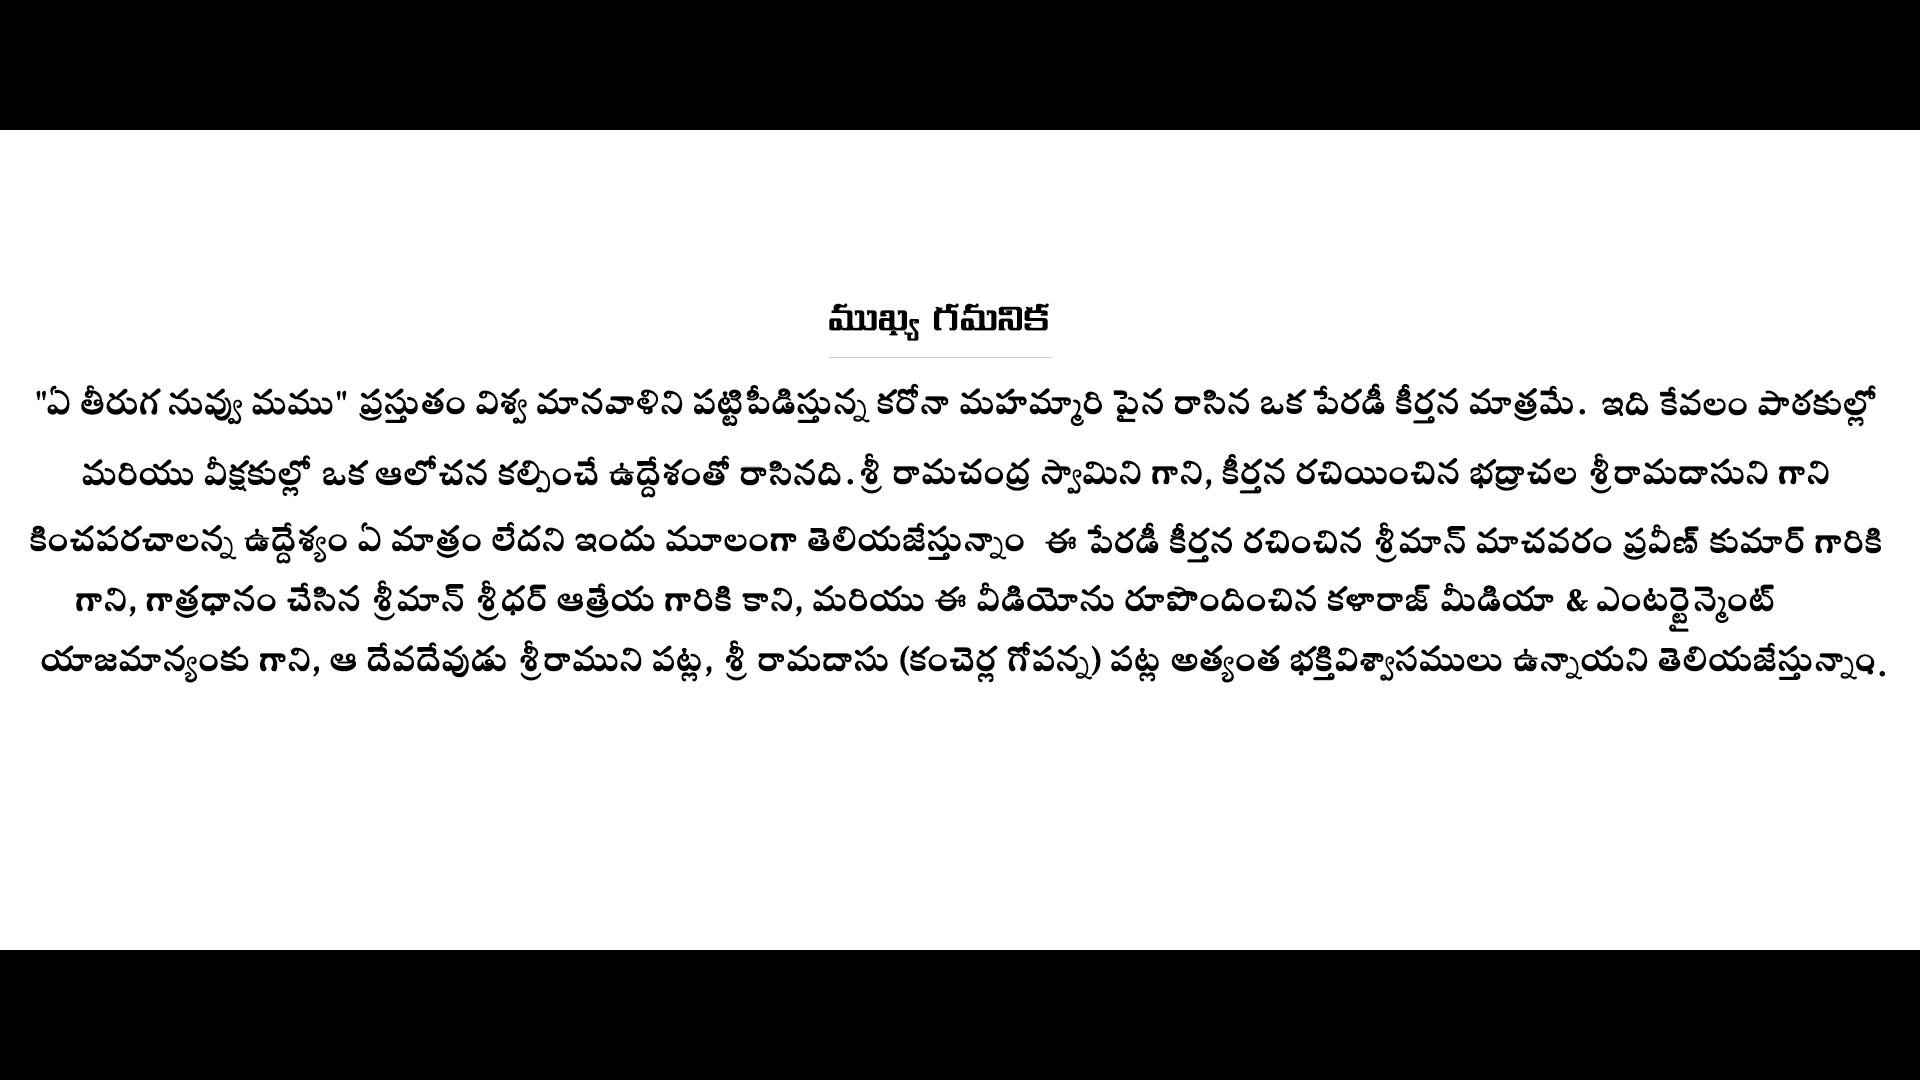 ముఖ్య గమనిక
"ఏ తీరుగ నువ్వు మము" ప్రస్తుతం విశ్వ మానవాళిని పట్టిపీడిస్తున్న కరోనా మహమ్మారి పైన రాసిన ఒక పేరడీ కీర్తన మాత్రమే. ఇది కేవలం పాఠకుల్లో
మరియు వీక్షకుల్లో ఒక ఆలోచన కల్పించే ఉద్దేశంతో రాసినది. శ్రీ రామచంద్ర స్వామిని గాని, కీర్తన రచియించిన భద్రాచల శ్రీరామదాసుని గాని
కించపరచాలన్న ఉద్దేశ్యం ఏ మాత్రం లేదని ఇందు మూలంగా తెలియజేస్తున్నాం ఈ పేరడీ కీర్తన రచించిన శ్రీమాన్ మాచవరం ప్రవీణ్ కుమార్ గారికి
గాని, గాత్రధానం చేసిన శ్రీమాన్ శ్రీధర్ ఆత్రేయ గారికి కాని, మరియు ఈ వీడియోను రూపొందించిన కళారాజ్ మీడియా & ఎంటర్టైన్మెంట్
యాజమాన్యంకు గాని, ఆ దేవదేవుడు శ్రీరాముని పట్ల, శ్రీ రామదాసు (కంచెర్ల గోపన్న) పట్ల అత్యంత భక్తివిశ్వాసములు ఉన్నాయని తెలియజేస్తున్నాం.